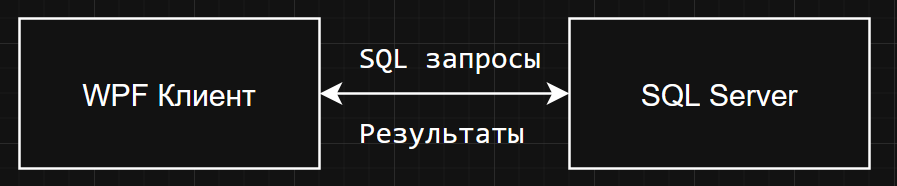 WPF Клиент
SQL запросы
Результаты
SQL Server